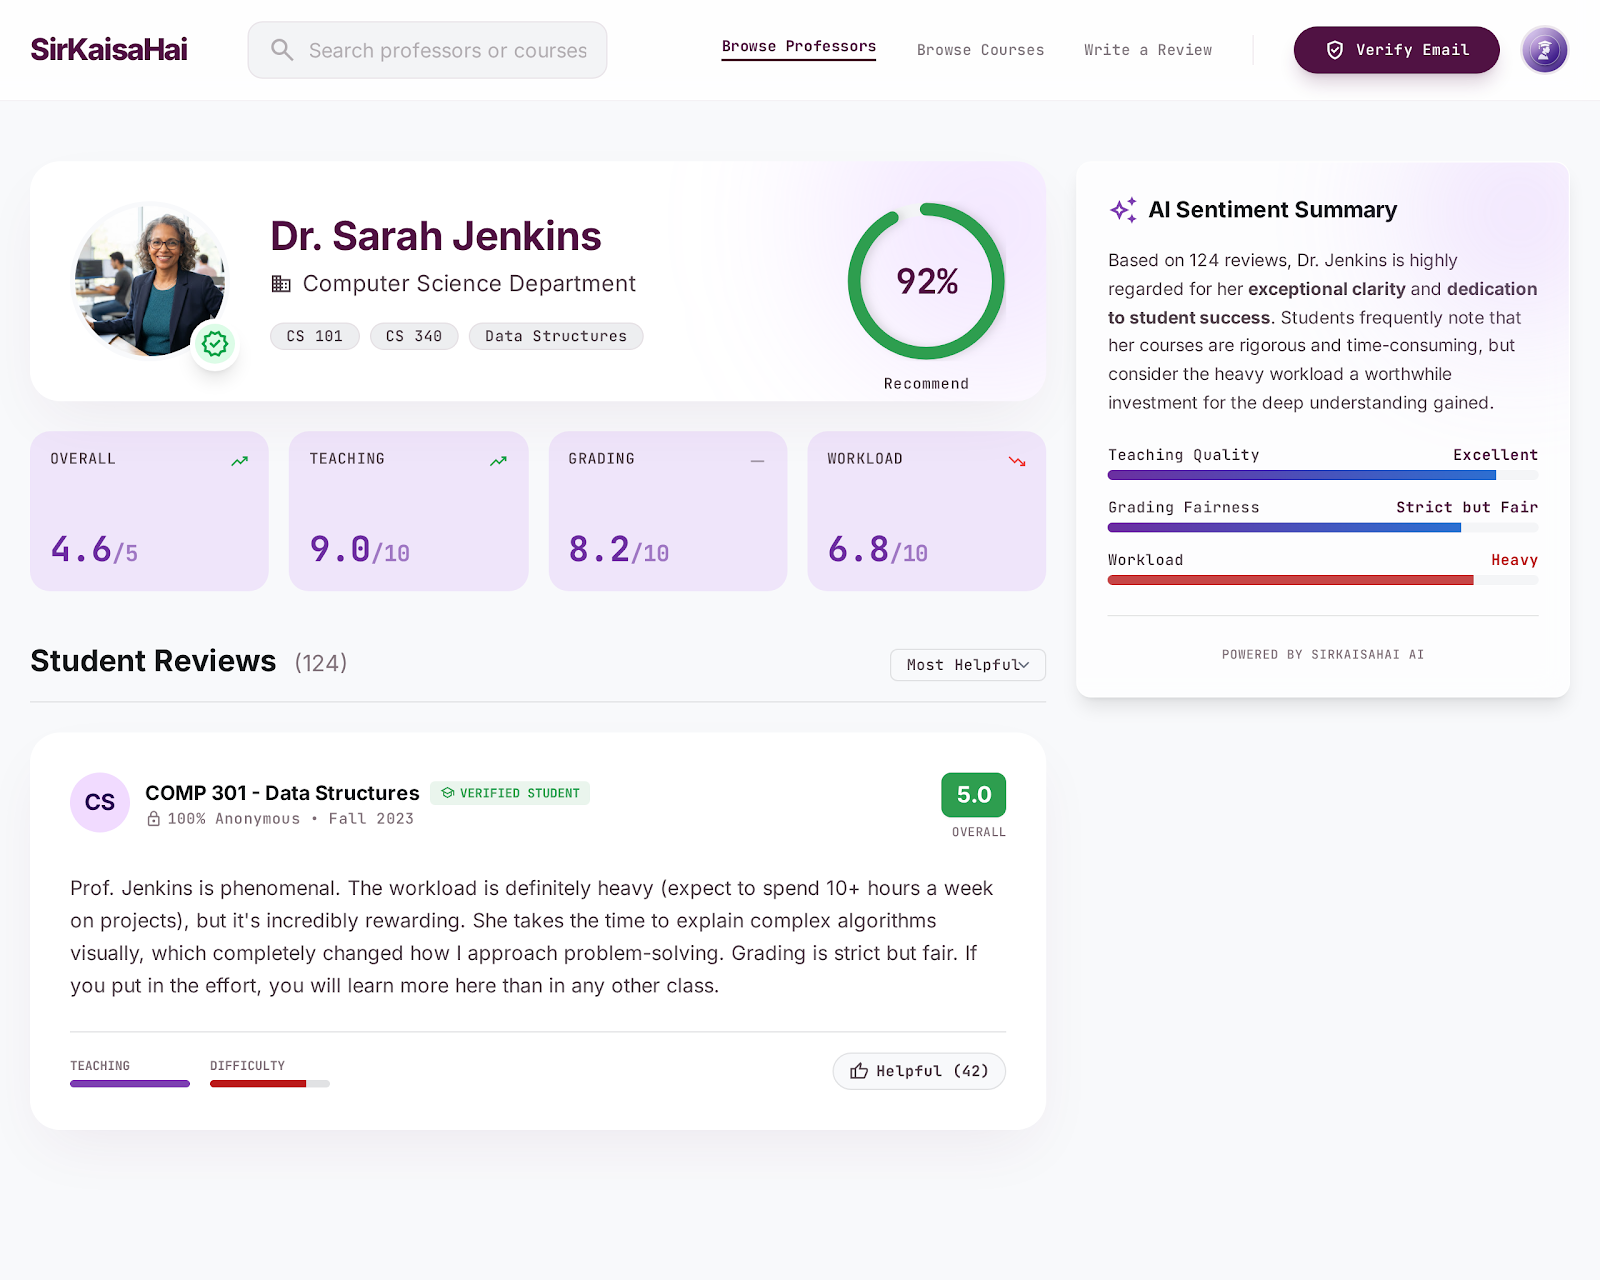 SirKaisaHai
Search professors or courses
Browse Professors
Browse Courses
Write a Review
Verify Email
Dr. Sarah Jenkins
Computer Science Department
CS 101
CS 340
Data Structures
92%
Recommend
OVERALL
4.6/5
TEACHING
9.0/10
GRADING
8.2/10
WORKLOAD
6.8/10
Student Reviews (124)
Most Helpful
COMP 301 - Data Structures
VERIFIED STUDENT
CS
100% Anonymous • Fall 2023
5.0
OVERALL
Prof. Jenkins is phenomenal. The workload is definitely heavy (expect to spend 10+ hours a week
on projects), but it's incredibly rewarding. She takes the time to explain complex algorithms
visually, which completely changed how I approach problem-solving. Grading is strict but fair. If
you put in the effort, you will learn more here than in any other class.
TEACHING
DIFFICULTY
Helpful (42)
AI Sentiment Summary
Based on 124 reviews, Dr. Jenkins is highly
regarded for her exceptional clarity and dedication
to student success. Students frequently note that
her courses are rigorous and time-consuming, but
consider the heavy workload a worthwhile
investment for the deep understanding gained.
Teaching Quality
Excellent
Grading Fairness
Strict but Fair
Workload
Heavy
POWERED BY SIRKAISAHAI AI